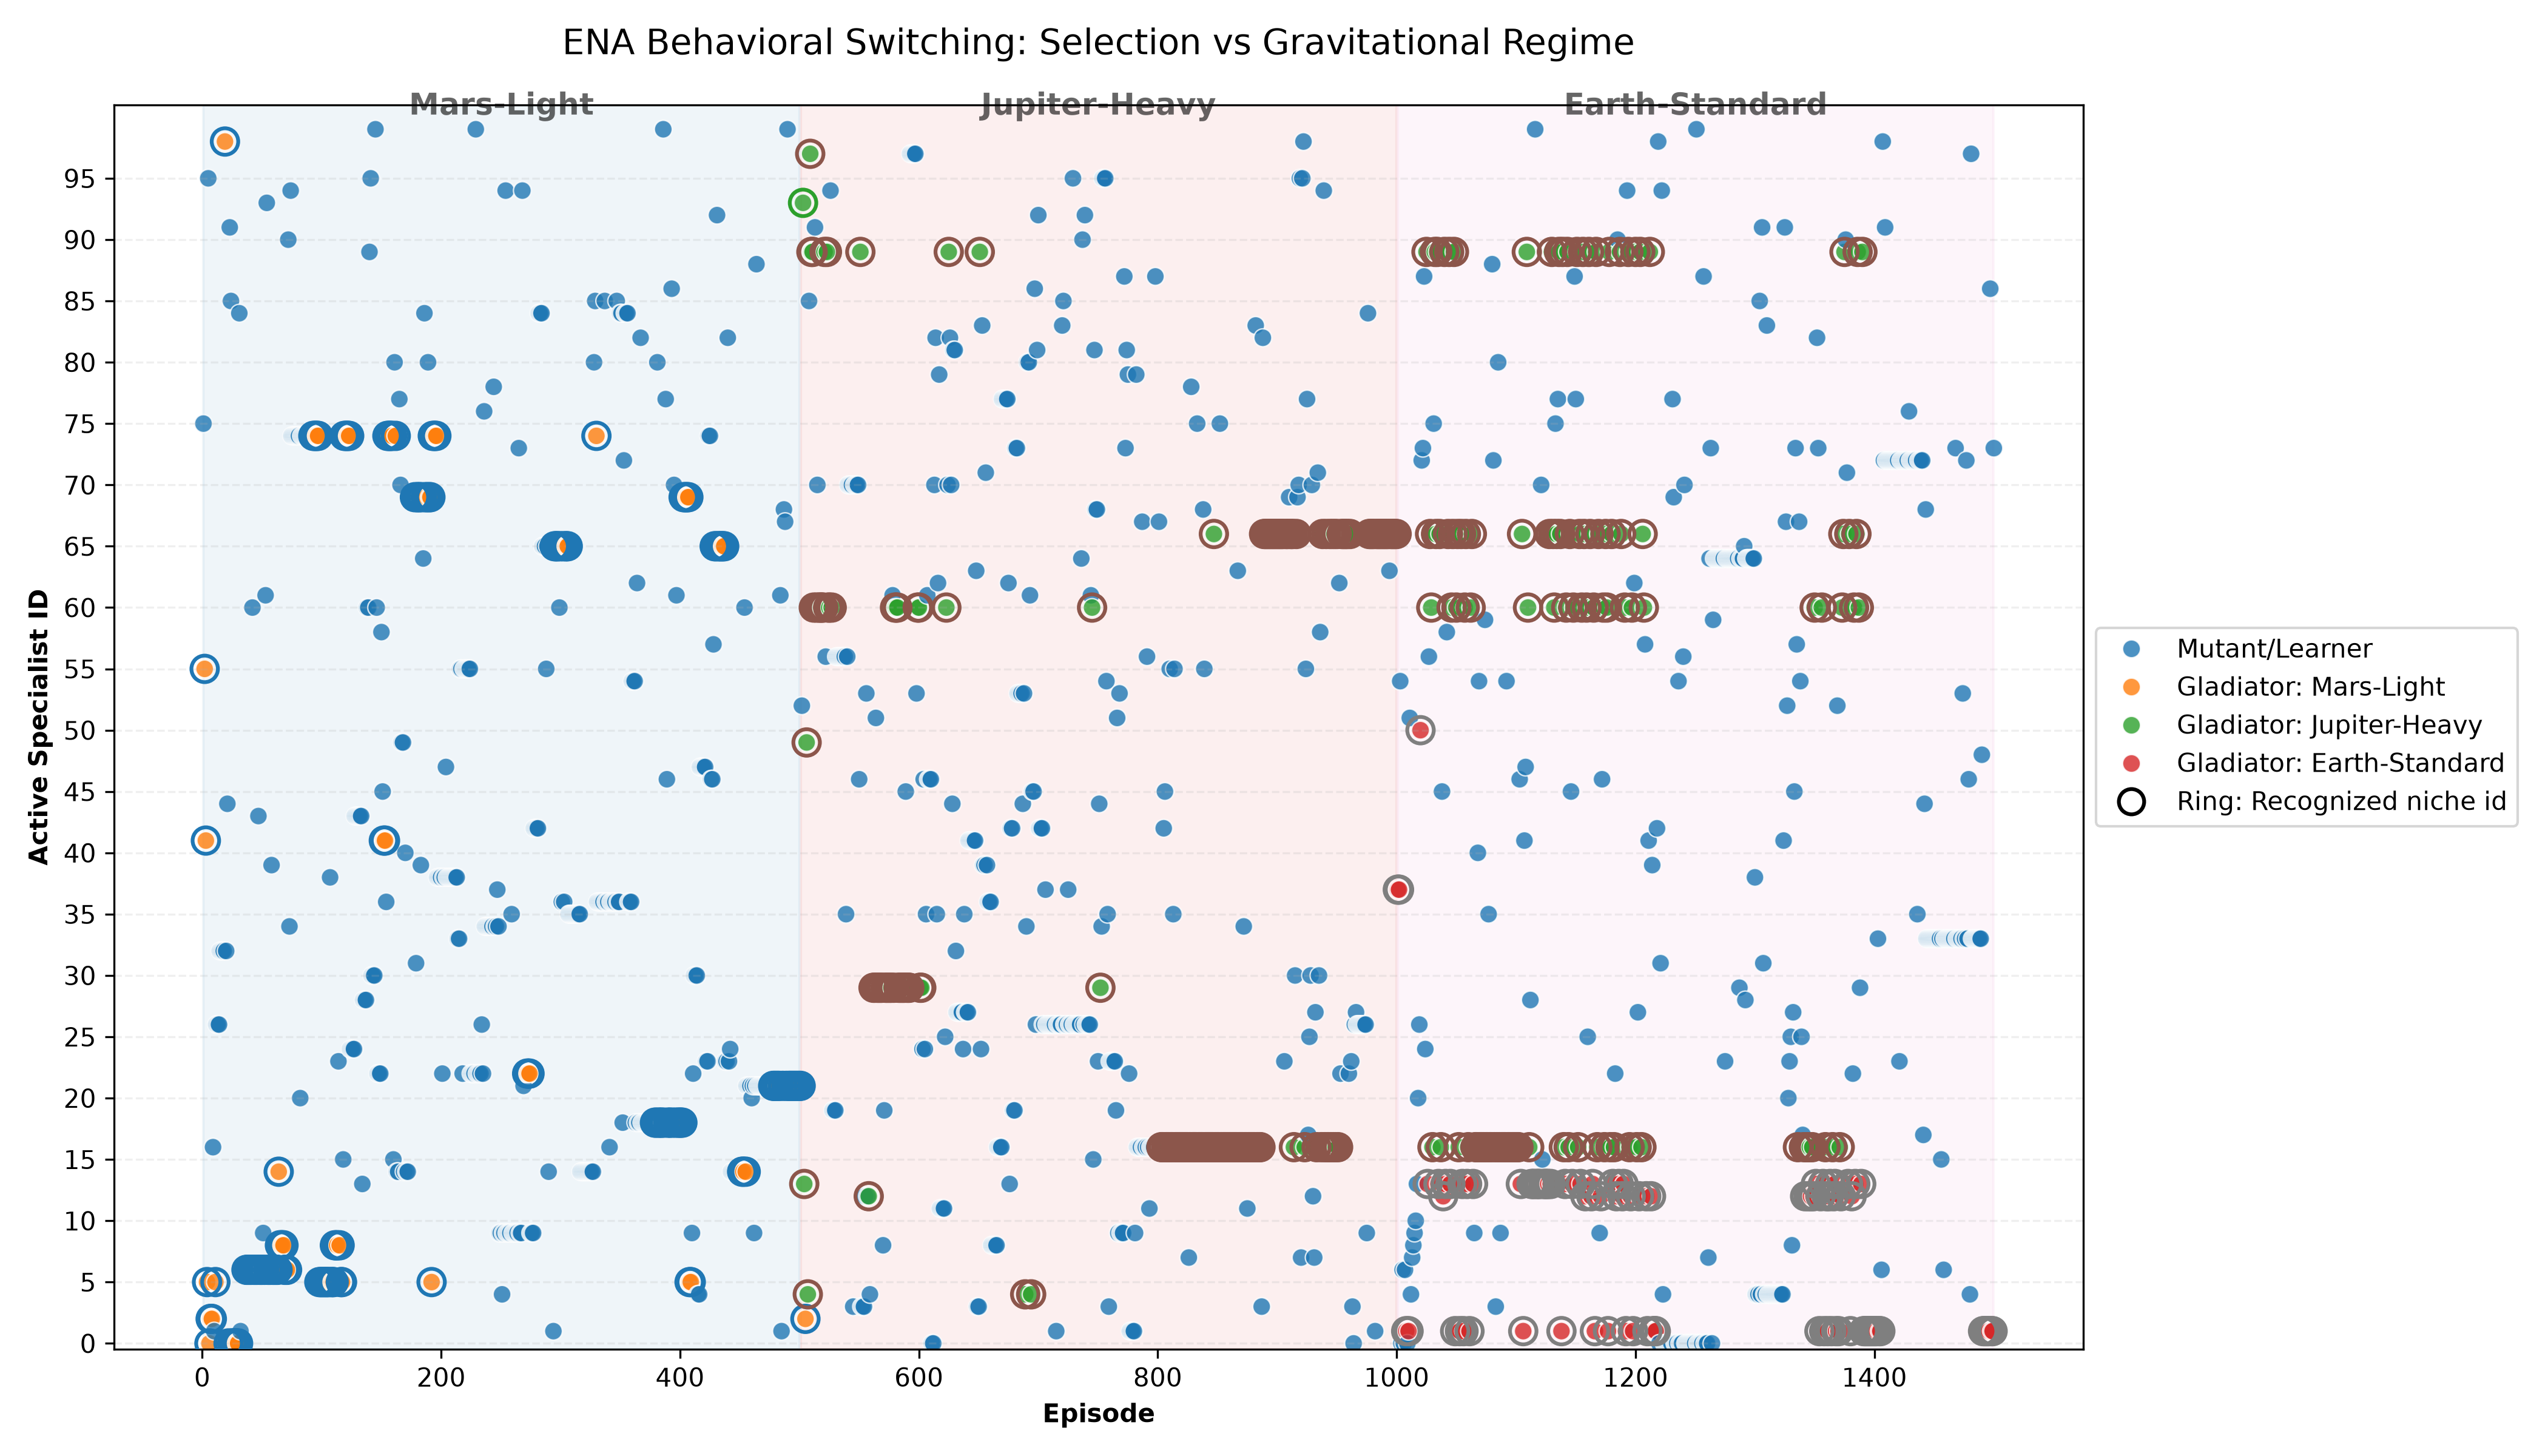 ENA Behavioral Switching: Selection vs Gravitational Regime
Mars-Light
Jupiter-Heavy
Earth-Standard
Active Specialist ID
95
90
85
80
75
70
65
60
55
50
45
40
35
30
25
20
15
10
5
0
0
200
400
600
800
1000
1200
1400
Episode
Mutant/Learner
Gladiator: Mars-Light
Gladiator: Jupiter-Heavy
Gladiator: Earth-Standard
Ring: Recognized niche id